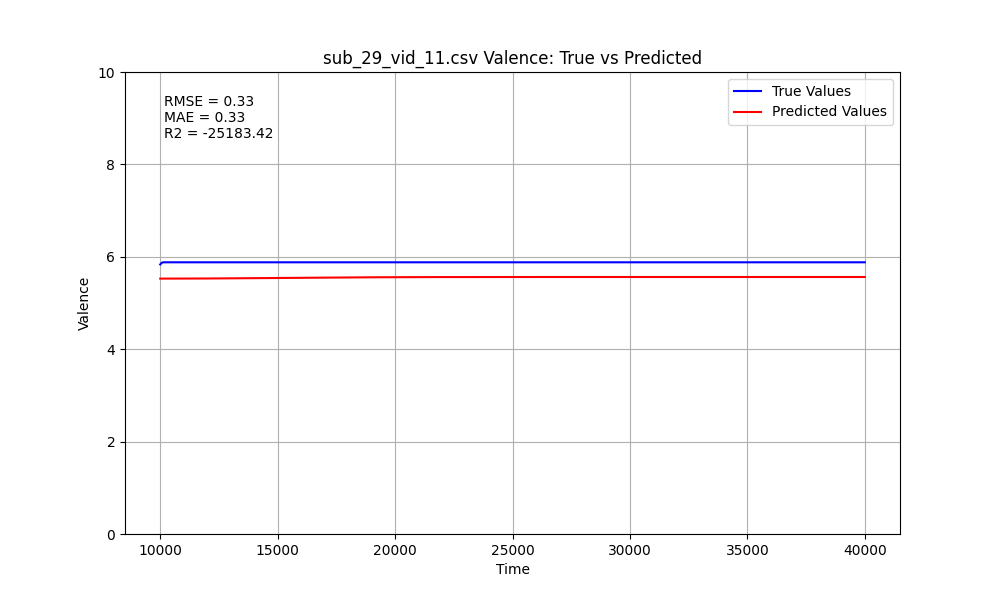 sub_29_vid_11.csv Valence: True vs Predicted
RMSE = 0.33
MAE = 0.33
R2 = -25183.42
True Values
Predicted Values
Valence
10
8
6
4
2
0
10000
15000
20000
25000
30000
35000
40000
Time